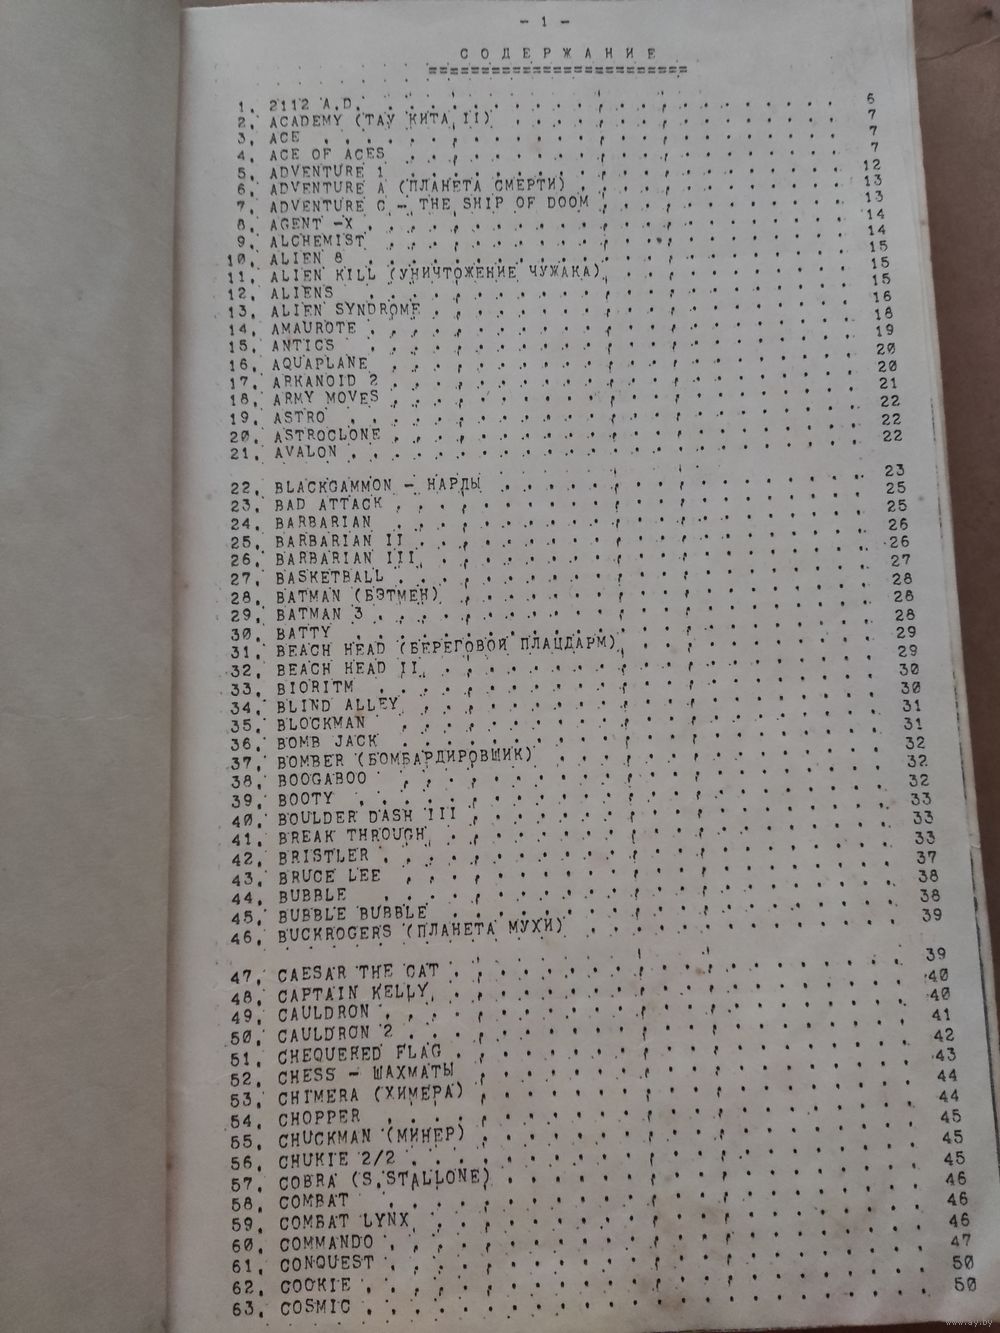 - 1 -
СОДЕРЖАНИЕ
1. 2112 A.D. 6
2. ACADEMY (ТАУ КИТА II) 7
3. ACE 7
4. ACE OF ACES 7
5. ADVENTURE 1 12
6. ADVENTURE A (ПЛАНЕТА СМЕРТИ) 13
7. ADVENTURE C - THE SHIP OF DOOM 13
8. AGENT -X 14
9. ALCHEMIST 14
10. ALIEN 8 15
11. ALIEN KILL (УНИЧТОЖЕНИЕ ЧУЖАКА) 15
12. ALIENS 15
13. ALIEN SYNDROME 16
14. AMAUROTE 18
15. ANTICS 19
16. AQUAPLANE 20
17. ARKANOID 2 20
18. ARMY MOVES 21
19. ASTRO 22
20. ASTROCLONE 22
21. AVALON 22
22. BLACKGAMMON - НАРДЫ 23
23. BAD ATTACK 25
24. BARBARIAN 25
25. BARBARIAN II 26
26. BARBARIAN III 26
27. BASKETBALL 27
28. BATMAN (БЭТМЕН) 28
29. BATMAN 3 28
30. BATTY 28
31. BEACH HEAD (БЕРЕГОВОЙ ПЛАЦДАРМ) 29
32. BEACH HEAD II 29
33. BIORITM 30
34. BLIND ALLEY 30
35. BLOCKMAN 31
36. BOMB JACK 31
37. BOMBER (БОМБАРДИРОВШИК) 32
38. BOOGABOO 32
39. BOOTY 32
40. BOULDER DASH III 33
41. BREAK THROUGH 33
42. BRISTLER 33
43. BRUCE LEE 37
44. BUBBLE 38
45. BUBBLE BUBBLE 38
46. BUCKROGERS (ПЛАНЕТА МУХИ) 39
47. CAESAR THE CAT 39
48. CAPTAIN KELLY 40
49. CAULDRON 40
50. CAULDRON 2 41
51. CHEQUERED FLAG 42
52. CHESS - ШАХМАТЫ 43
53. CHIMERA (ХИМЕРА) 44
54. CHOPPER 44
55. CHUCKMAN (МИНЕР) 45
56. CHUKIE 2/2 45
57. COBRA (S.STALLONE) 45
58. COMBAT 46
59. COMBAT LYNX 46
60. COMMANDO 46
61. CONQUEST 47
62. COOKIE 50
63. COSMIC 50
www.ay.by